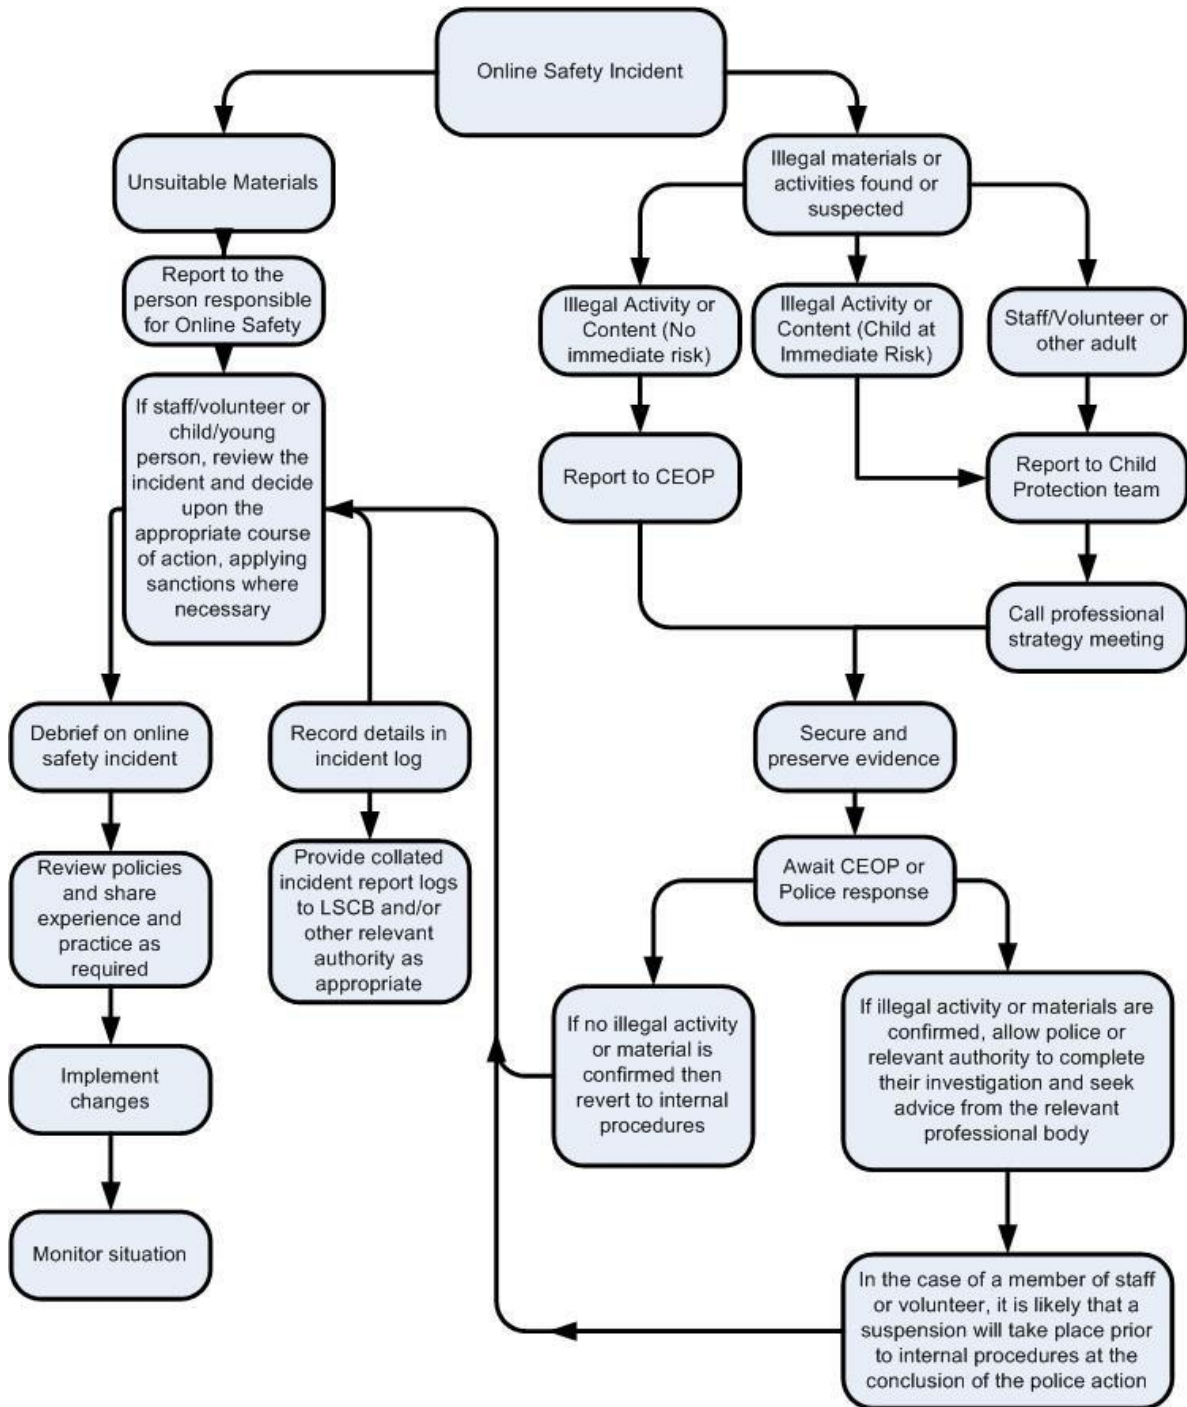 Online Safety Incident
Unsuitable Materials
Illegal materials or
activities found or
suspected
Report to the
person responsible
for Online Safety
Illegal Activity or
Content (No
immediate risk)
Illegal Activity or
Content (Child at
Immediate Risk)
Staff/Volunteer or
other adult
If staff/volunteer or
child/young
person, review the
incident and decide
upon the
appropriate course
of action, applying
sanctions where
necessary
Report to CEOP
Report to Child
Protection team
Call professional
strategy meeting
Debrief on online
safety incident
Record details in
incident log
Secure and
preserve evidence
Review policies
and share
experience and
practice as
required
Provide collated
incident report logs
to LSCB and/or
other relevant
authority as
appropriate
Await CEOP or
Police response
If no illegal activity
or material is
confirmed then
revert to internal
procedures
If illegal activity or materials are
confirmed, allow police or
relevant authority to complete
their investigation and seek
advice from the relevant
professional body
Implement
changes
Monitor situation
In the case of a member of staff
or volunteer, it is likely that a
suspension will take place prior
to internal procedures at the
conclusion of the police action